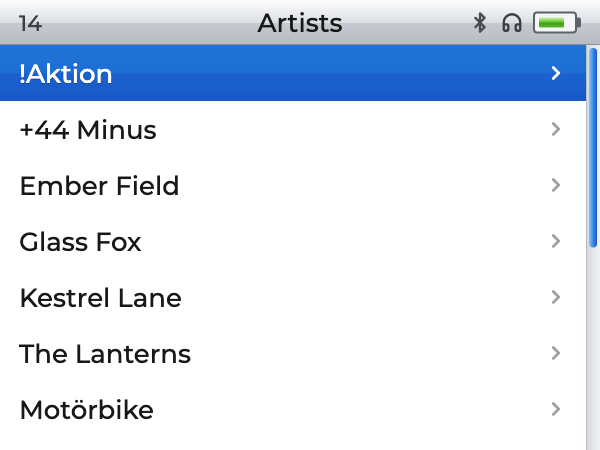 14 Artists
!Aktion
+44 Minus
Ember Field
Glass Fox
Kestrel Lane
The Lanterns
Motörbike